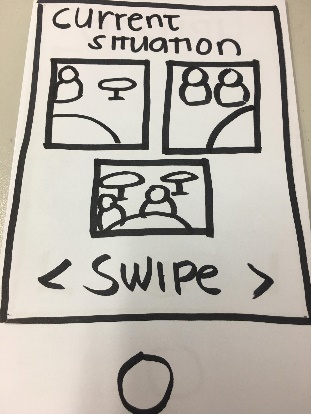 Current
situation
< Swipe >